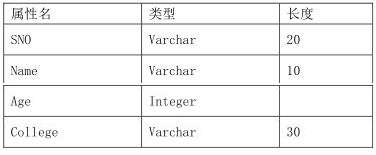 属性名 类型 长度
SNO Varchar 20
Name Varchar 10
Age Integer
College Varchar 30